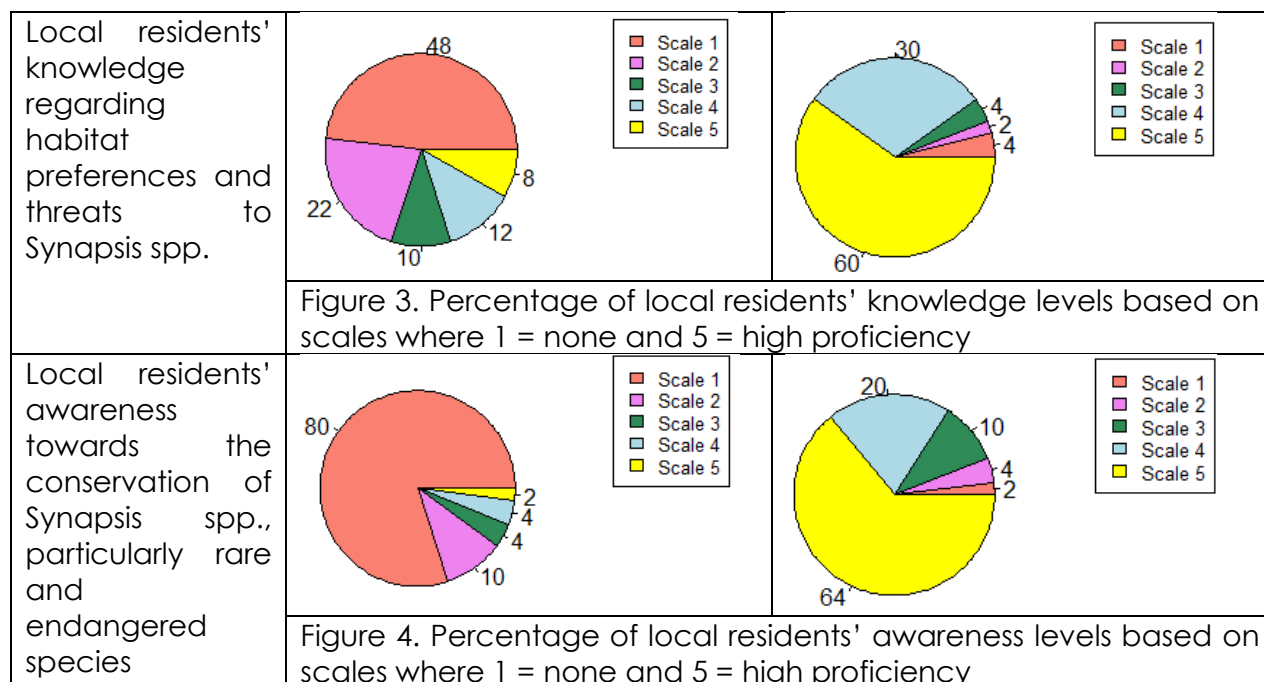 Local residents'
knowledge
regarding
habitat
preferences and
threats to
Synapsis spp.
48
22
10
12
8
Scale 1
Scale 2
Scale 3
Scale 4
Scale 5
30
4
2
4
60
Scale 1
Scale 2
Scale 3
Scale 4
Scale 5
Figure 3. Percentage of local residents' knowledge levels based on
scales where 1 = none and 5 = high proficiency
Local residents'
awareness
towards the
conservation of
Synapsis spp.,
particularly rare
and
endangered
species
80
2
4
4
10
Scale 1
Scale 2
Scale 3
Scale 4
Scale 5
20
10
4
2
64
Scale 1
Scale 2
Scale 3
Scale 4
Scale 5
Figure 4. Percentage of local residents' awareness levels based on
scales where 1 = none and 5 = high proficiency